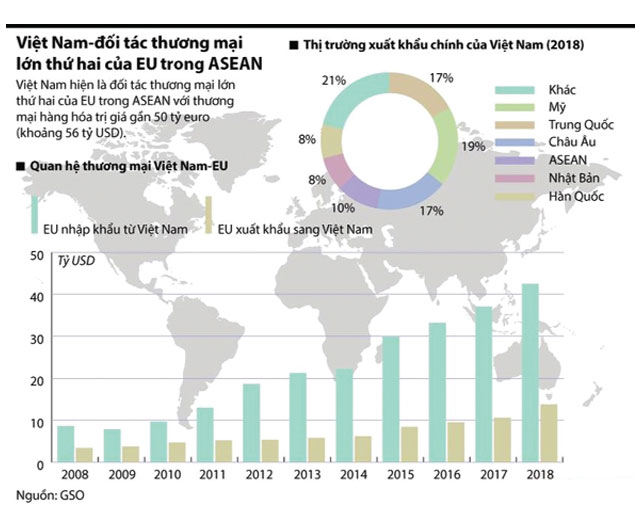 Việt Nam-đối tác thương mại
lớn thứ hai của EU trong ASEAN
Việt Nam hiện là đối tác thương mại lớn
thứ hai của EU trong ASEAN với thương
mại hàng hóa trị giá gần 50 tỷ euro
(khoảng 56 tỷ USD).
■ Thị trường xuất khẩu chính của Việt Nam (2018)
21%
17%
19%
17%
10%
8%
8%
Khác
Mỹ
Trung Quốc
Châu Âu
ASEAN
Nhật Bản
Hàn Quốc
■ Quan hệ thương mại Việt Nam-EU
EU nhập khẩu từ Việt Nam
EU xuất khẩu sang Việt Nam
Tỷ USD
50
40
30
20
10
0
2008 2009 2010 2011 2012 2013 2014 2015 2016 2017 2018
Nguồn: GSO